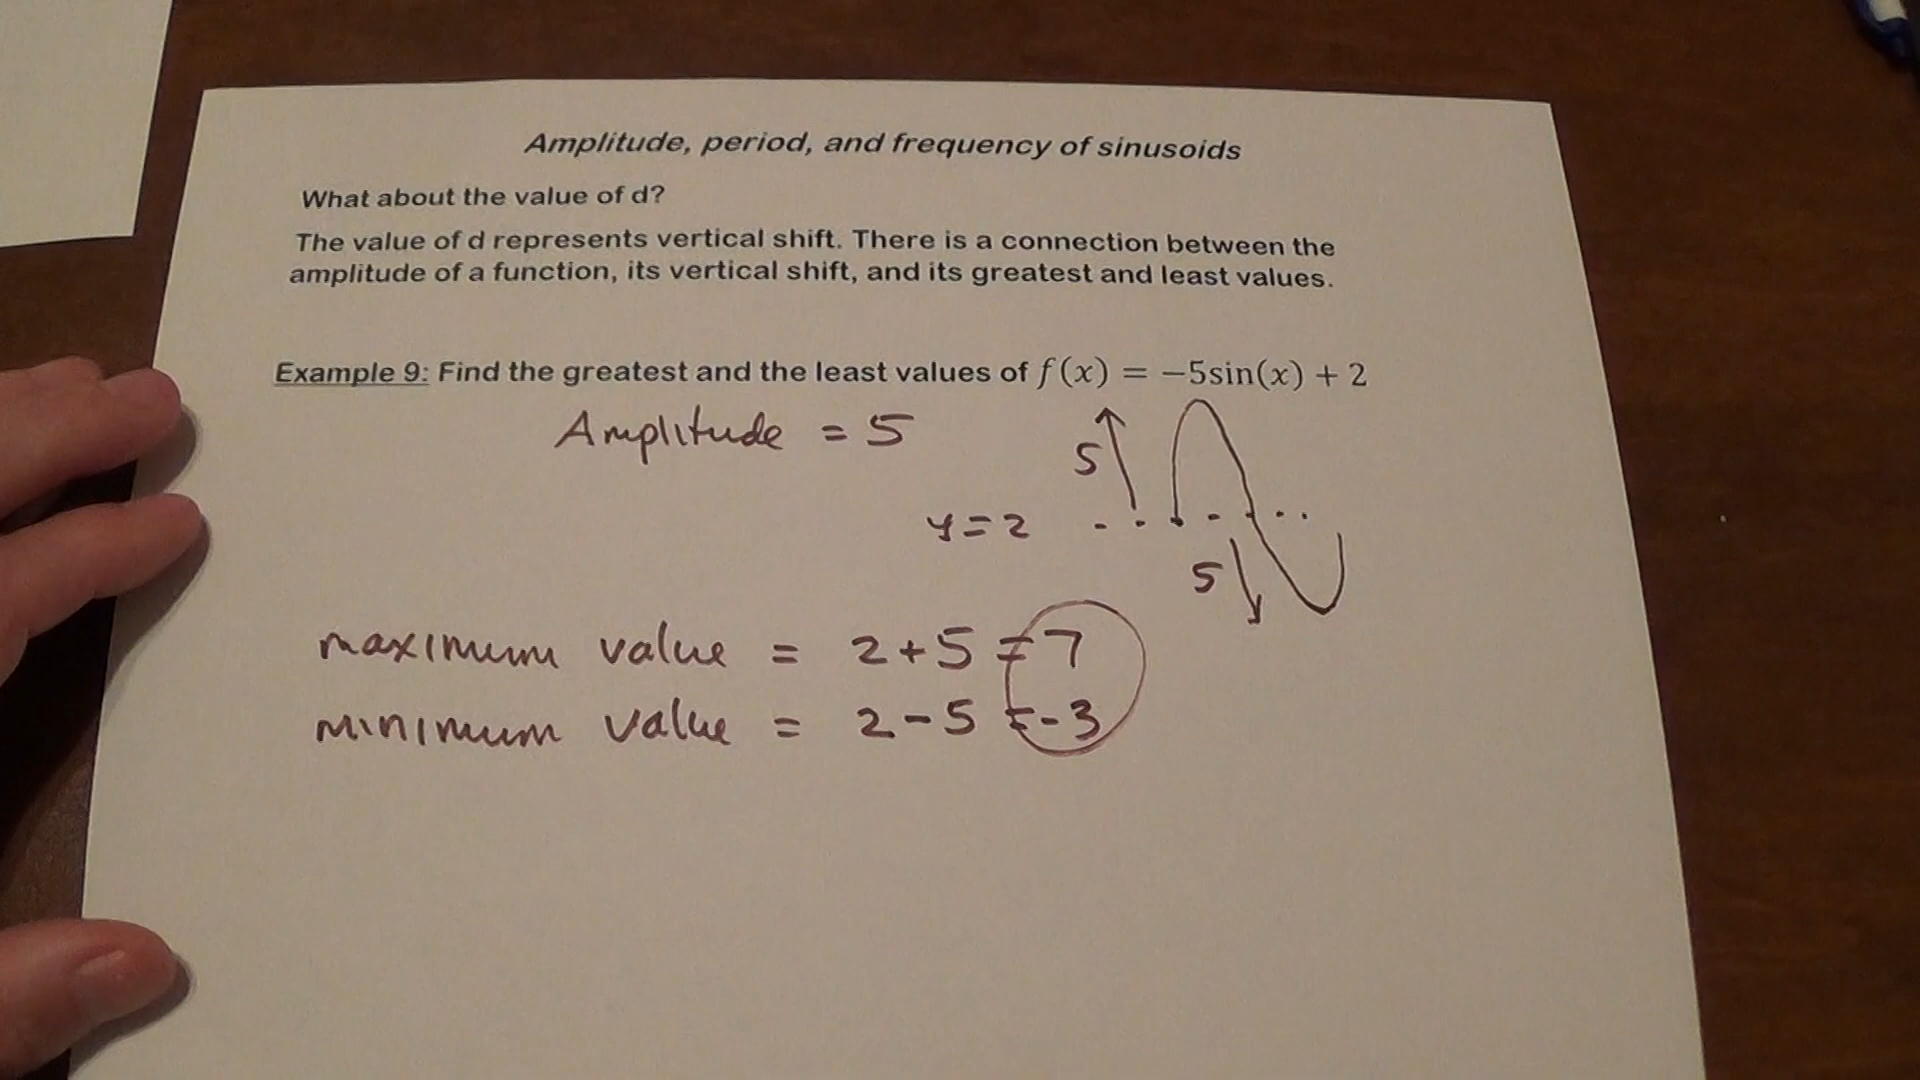 Amplitude, period, and frequency of sinusoids
What about the value of d?
The value of d represents vertical shift. There is a connection between the
amplitude of a function, its vertical shift, and its greatest and least values.
Example 9: Find the greatest and the least values of f(x) = −5sin(x) + 2
Amplitude = 5
5
y=2
5
maximum value = 2+5 = 7
minimum value = 2-5 = -3